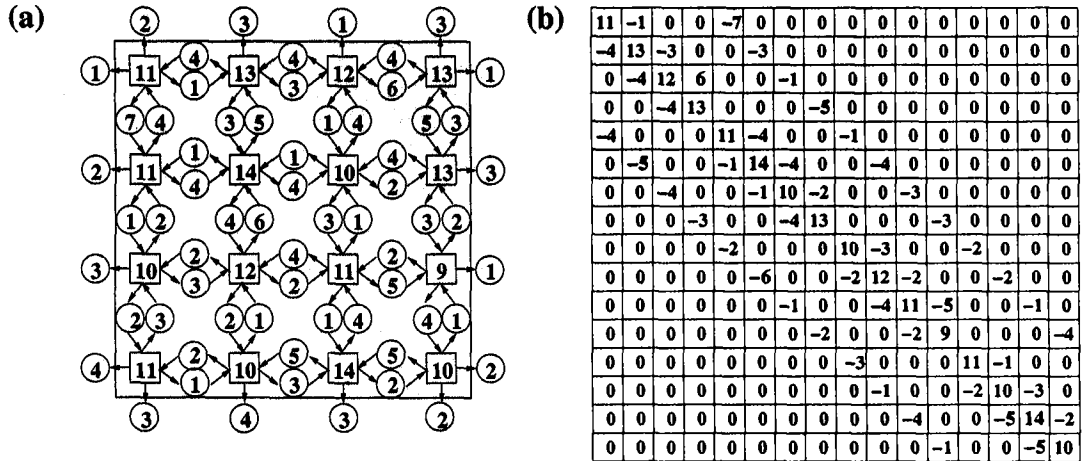 (a)
2 3 1 3
4 4 4
1 11 13 12 13 1
1 3 6
7 4 3 5 1 4 5 3
1 1 4
2 11 14 10 13 3
4 4 2
1 2 4 6 3 1 3 2
2 4 2
3 10 12 11 9 1
3 2 5
2 3 2 1 1 4 4 1
2 5 5
4 11 10 14 10 2
1 3 2
3 4 3 2
(b)
11 -1 0 0 -7 0 0 0 0 0 0 0 0 0 0 0
-4 13 -3 0 0 -3 0 0 0 0 0 0 0 0 0 0
0 -4 12 6 0 0 -1 0 0 0 0 0 0 0 0 0
0 0 -4 13 0 0 0 -5 0 0 0 0 0 0 0 0
-4 0 0 0 11 -4 0 0 -1 0 0 0 0 0 0 0
0 -5 0 0 -1 14 -4 0 0 -4 0 0 0 0 0 0
0 0 -4 0 0 -1 10 -2 0 0 -3 0 0 0 0 0
0 0 0 -3 0 0 -4 13 0 0 0 -3 0 0 0 0
0 0 0 0 -2 0 0 0 10 -3 0 0 -2 0 0 0
0 0 0 0 0 -6 0 0 -2 12 -2 0 0 -2 0 0
0 0 0 0 0 0 -1 0 0 -4 11 -5 0 0 -1 0
0 0 0 0 0 0 0 -2 0 0 -2 9 0 0 0 -4
0 0 0 0 0 0 0 0 -3 0 0 0 11 -1 0 0
0 0 0 0 0 0 0 0 0 -1 0 0 -2 10 -3 0
0 0 0 0 0 0 0 0 0 0 -4 0 0 -5 14 -2
0 0 0 0 0 0 0 0 0 0 0 -1 0 0 -5 10